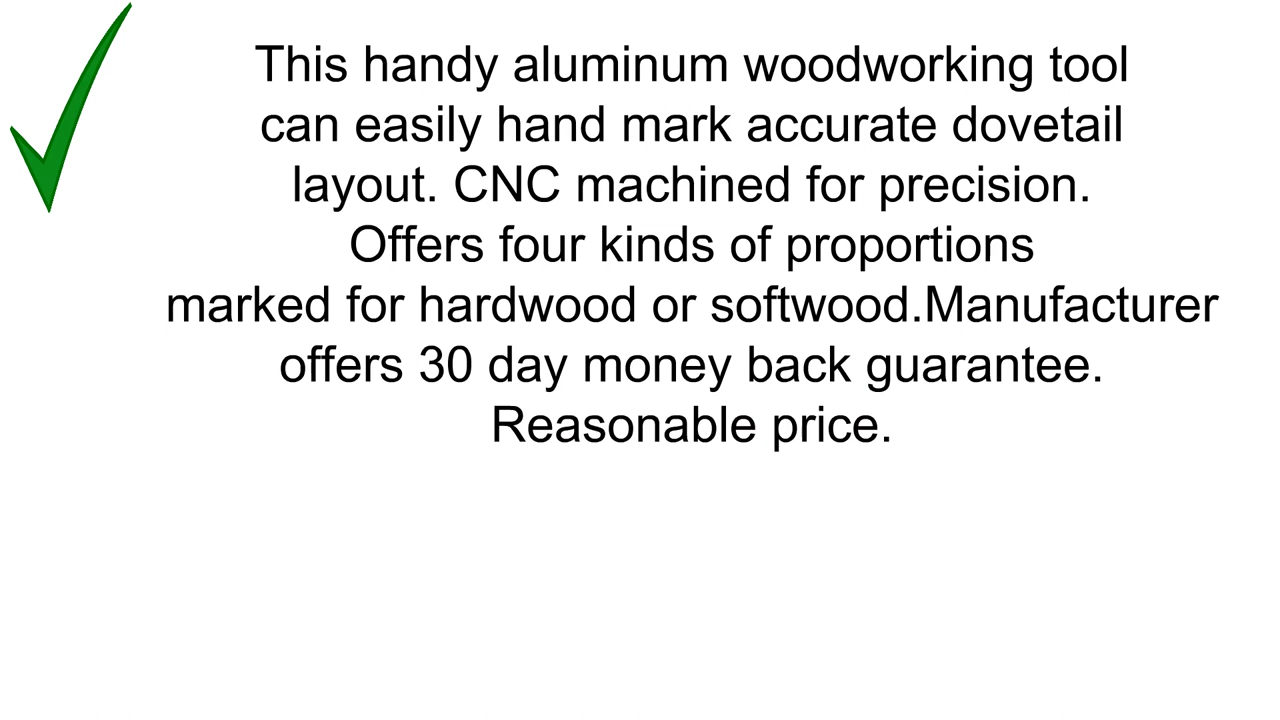 This handy aluminum woodworking tool
can easily hand mark accurate dovetail
layout. CNC machined for precision.
Offers four kinds of proportions
marked for hardwood or softwood.Manufacturer
offers 30 day money back guarantee.
Reasonable price.